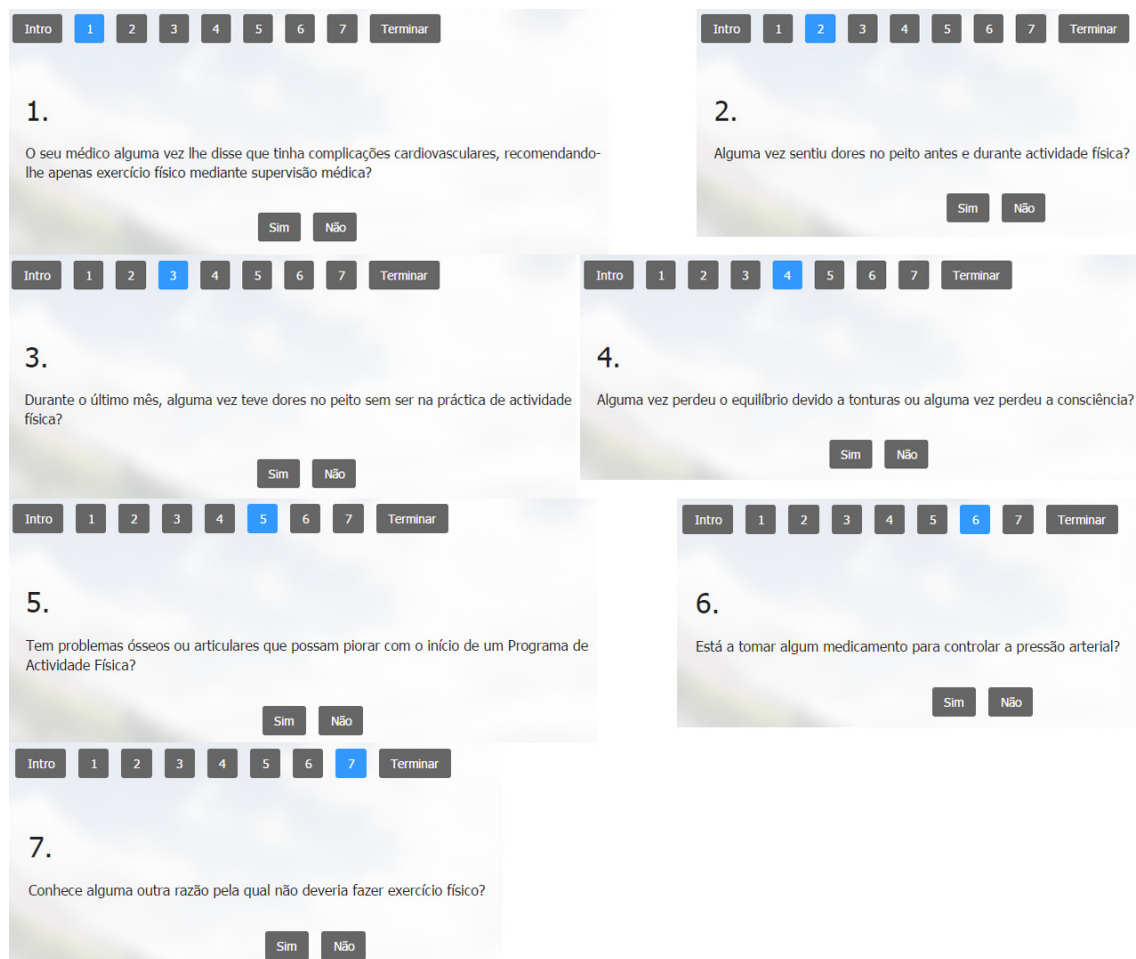 Intro 1 2 3 4 5 6 7 Terminar
1.
O seu médico alguma vez lhe disse que tinha complicações cardiovasculares, recomendando-
lhe apenas exercício físico mediante supervisão médica?
Sim Não
Intro 1 2 3 4 5 6 7 Terminar
2.
Alguma vez sentiu dores no peito antes e durante actividade física?
Sim Não
Intro 1 2 3 4 5 6 7 Terminar
3.
Durante o último mês, alguma vez teve dores no peito sem ser na práctica de actividade
física?
Sim Não
Intro 1 2 3 4 5 6 7 Terminar
4.
Alguma vez perdeu o equilíbrio devido a tonturas ou alguma vez perdeu a consciência?
Sim Não
Intro 1 2 3 4 5 6 7 Terminar
5.
Tem problemas ósseos ou articulares que possam piorar com o início de um Programa de
Actividade Física?
Sim Não
Intro 1 2 3 4 5 6 7 Terminar
6.
Está a tomar algum medicamento para controlar a pressão arterial?
Sim Não
Intro 1 2 3 4 5 6 7 Terminar
7.
Conhece alguma outra razão pela qual não deveria fazer exercício físico?
Sim Não